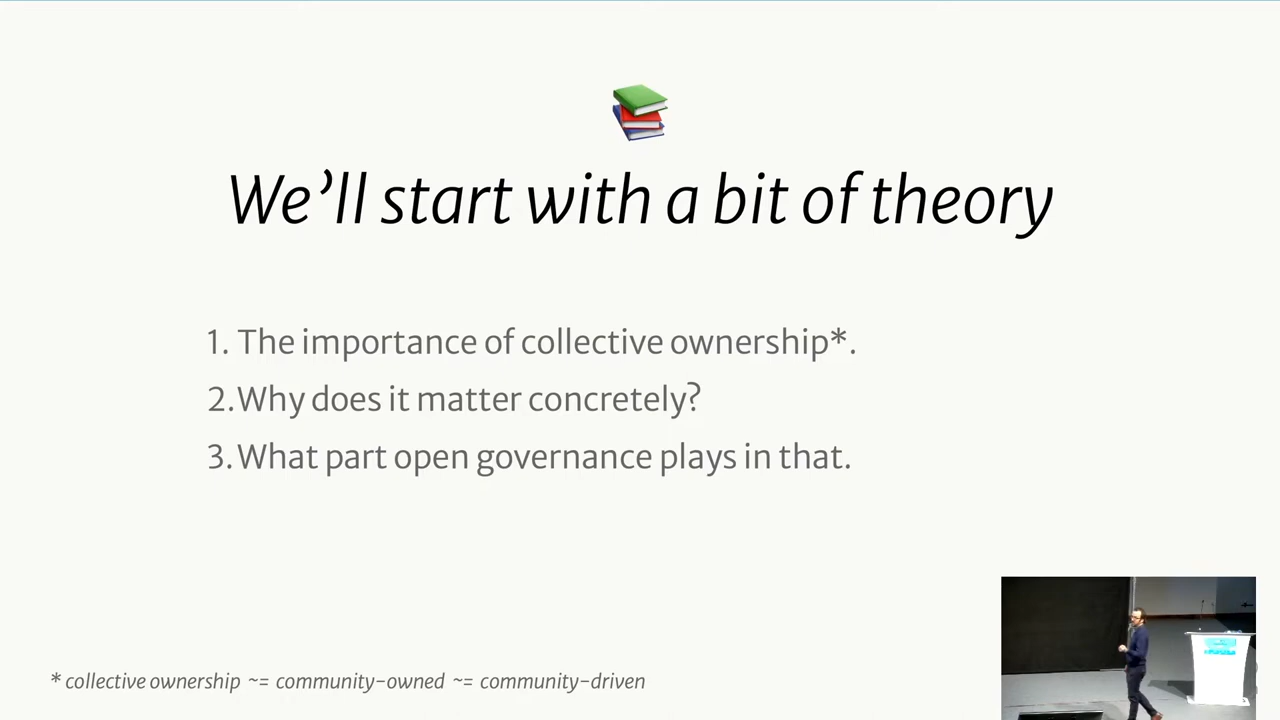 We’ll start with a bit of theory
1. The importance of collective ownership*.
2. Why does it matter concretely?
3. What part open governance plays in that.
* collective ownership ~= community-owned ~= community-driven